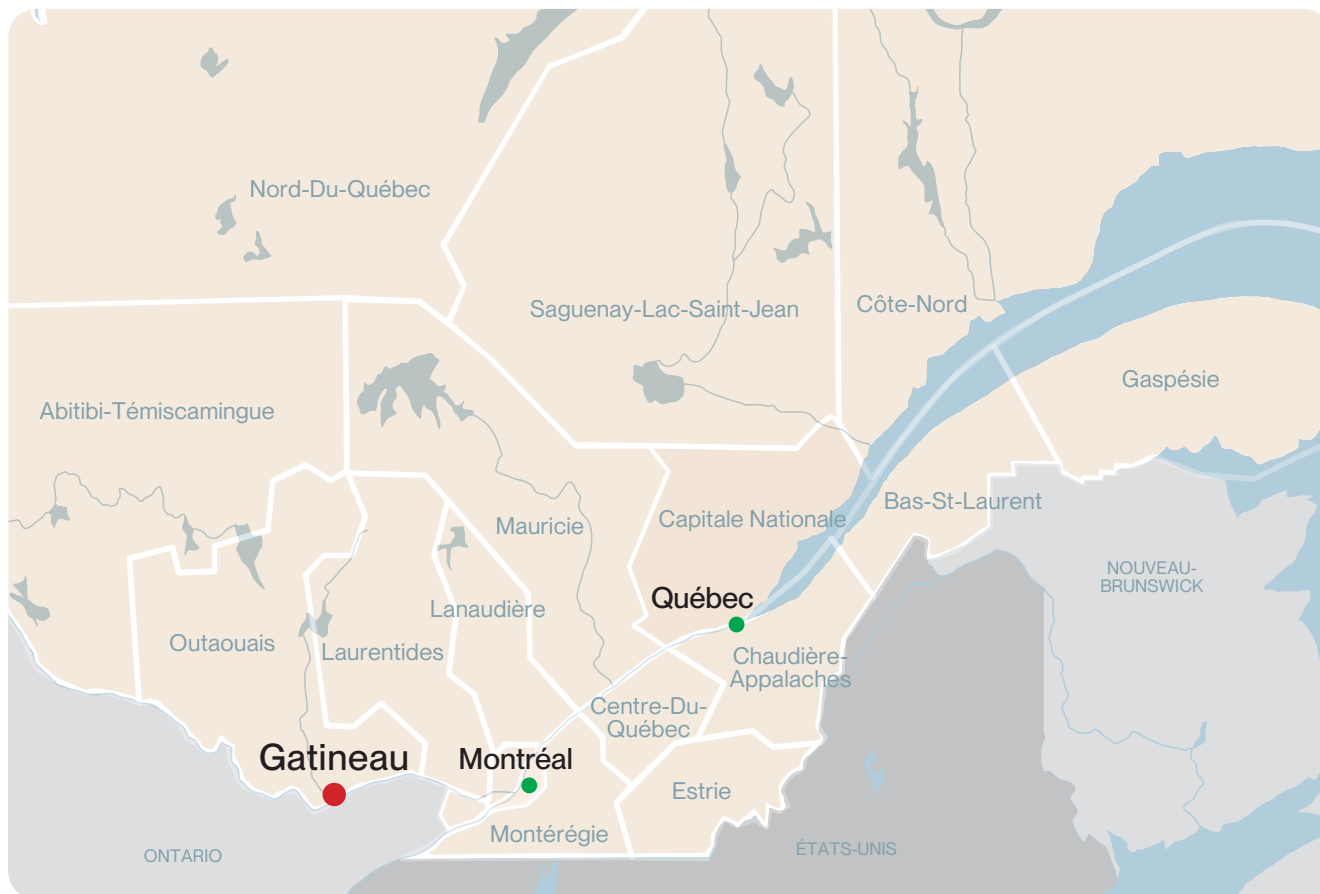 Nord-Du-Québec
Saguenay-Lac-Saint-Jean
Côte-Nord
Gaspésie
Abitibi-Témiscamingue
Bas-St-Laurent
Capitale Nationale
Mauricie
NOUVEAU-
BRUNSWICK
Québec
Lanaudière
Outaouais
Laurentides
Chaudière-
Appalaches
Centre-Du-
Québec
Gatineau
Montréal
Estrie
Montérégie
ONTARIO
ÉTATS-UNIS